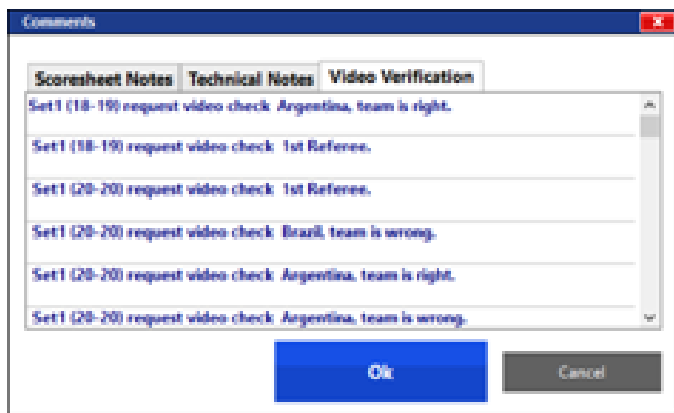 Comments
Scoresheet Notes Technical Notes Video Verification
Set1 (18-19) request video check Argentina, team is right.
Set1 (18-19) request video check 1st Referee.
Set1 (20-20) request video check 1st Referee.
Set1 (20-20) request video check Brazil, team is wrong.
Set1 (20-20) request video check Argentina, team is right.
Set1 (20-20) request video check Argentina, team is wrong.
Ok Cancel